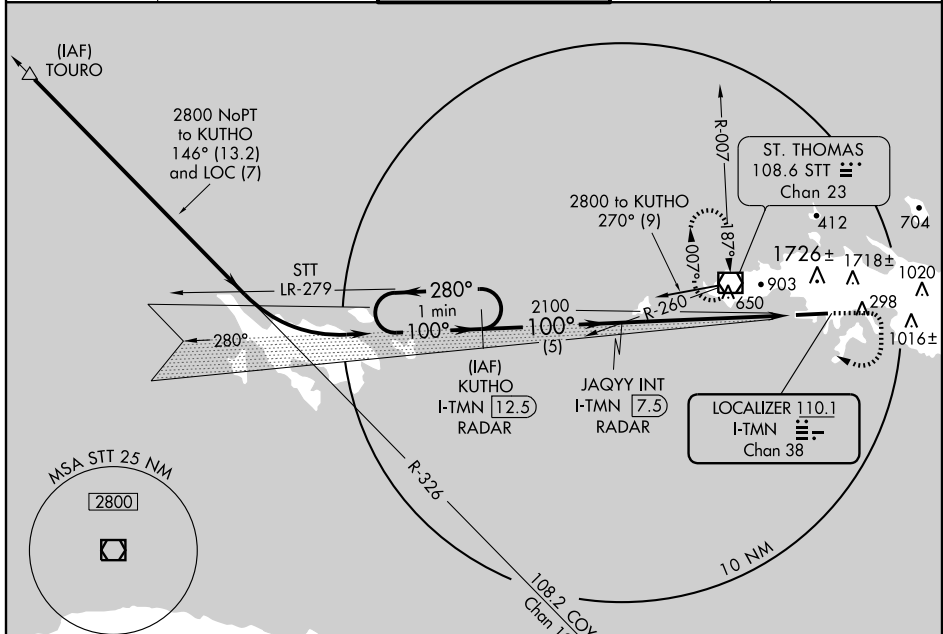 (IAF)
TOURO
2800 NoPT
to KUTHO
146° (13.2)
and LOC (7)
R-007
ST. THOMAS
108.6 STT
Chan 23
2800 to KUTHO
270° (9)
187°
007°
412
704
1726±
1718±
1020
903
650
298
1016±
STT
LR-279
280°
1 min
2100
R-260
100°
100°
(5)
280°
(IAF)
KUTHO
I-TMN 12.5
RADAR
JAQYY INT
I-TMN 7.5
RADAR
LOCALIZER 110.1
I-TMN
Chan 38
MSA STT 25 NM
2800
R-326
10 NM
108.2 COY
Chan